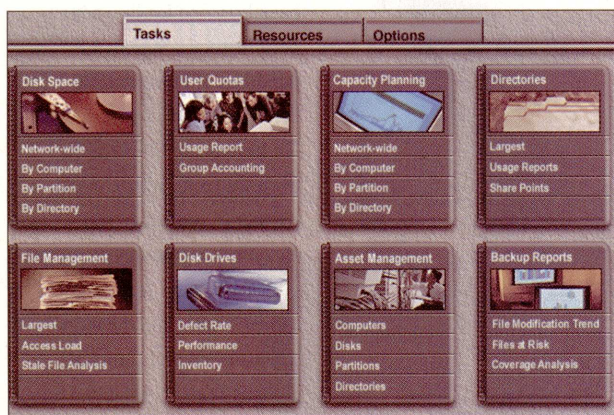 Tasks
Resources
Options
Disk Space
Network-wide
By Computer
By Partition
By Directory
User Quotas
Usage Report
Group Accounting
Capacity Planning
Network-wide
By Computer
By Partition
By Directory
Directories
Largest
Usage Reports
Share Points
File Management
Largest
Access Load
Stale File Analysis
Disk Drives
Defect Rate
Performance
Inventory
Asset Management
Computers
Disks
Partitions
Directories
Backup Reports
File Modification Trend
Files at Risk
Coverage Analysis